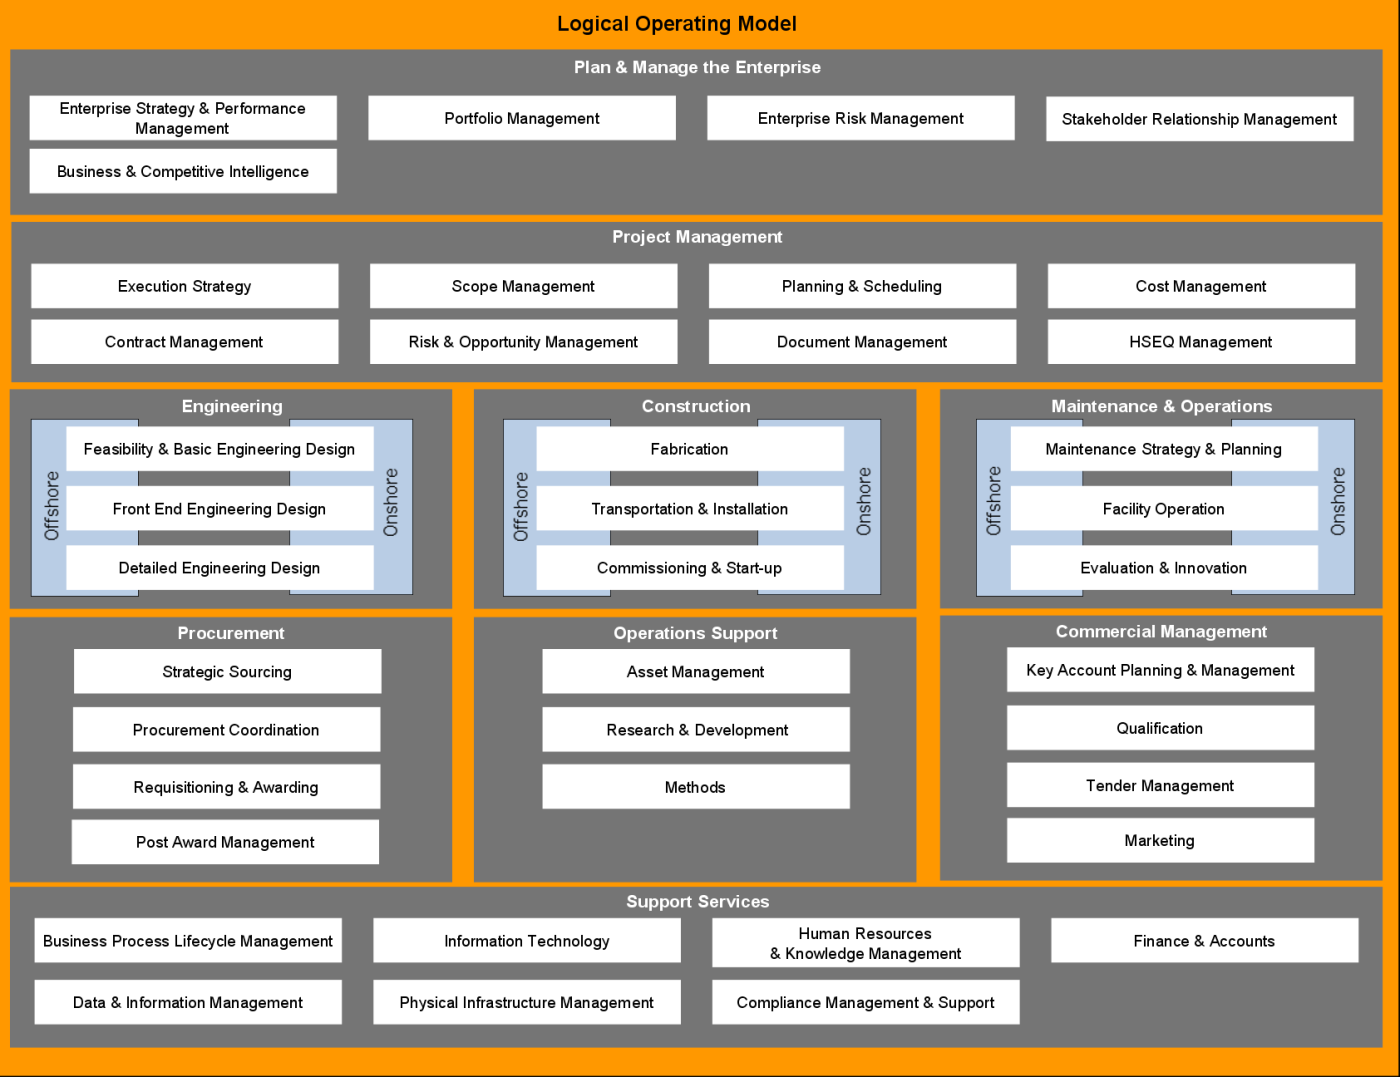 Logical Operating Model
Plan & Manage the Enterprise
Enterprise Strategy & Performance
Management
Portfolio Management
Enterprise Risk Management
Stakeholder Relationship Management
Business & Competitive Intelligence
Project Management
Execution Strategy
Scope Management
Planning & Scheduling
Cost Management
Contract Management
Risk & Opportunity Management
Document Management
HSEQ Management
Engineering
Offshore
Feasibility & Basic Engineering Design
Front End Engineering Design
Detailed Engineering Design
Onshore
Construction
Offshore
Fabrication
Transportation & Installation
Commissioning & Start-up
Onshore
Maintenance & Operations
Offshore
Maintenance Strategy & Planning
Facility Operation
Evaluation & Innovation
Onshore
Procurement
Strategic Sourcing
Procurement Coordination
Requisitioning & Awarding
Post Award Management
Operations Support
Asset Management
Research & Development
Methods
Commercial Management
Key Account Planning & Management
Qualification
Tender Management
Marketing
Support Services
Business Process Lifecycle Management
Information Technology
Human Resources
& Knowledge Management
Finance & Accounts
Data & Information Management
Physical Infrastructure Management
Compliance Management & Support